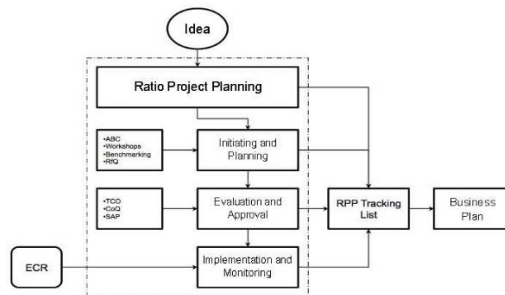 Idea
Ratio Project Planning
•ABC
•Workshops
•Benchmarking
•RfQ
Initiating and
Planning
•TCO
•CoQ
•SAP
Evaluation and
Approval
RPP Tracking
List
Business
Plan
ECR
Implementation and
Monitoring